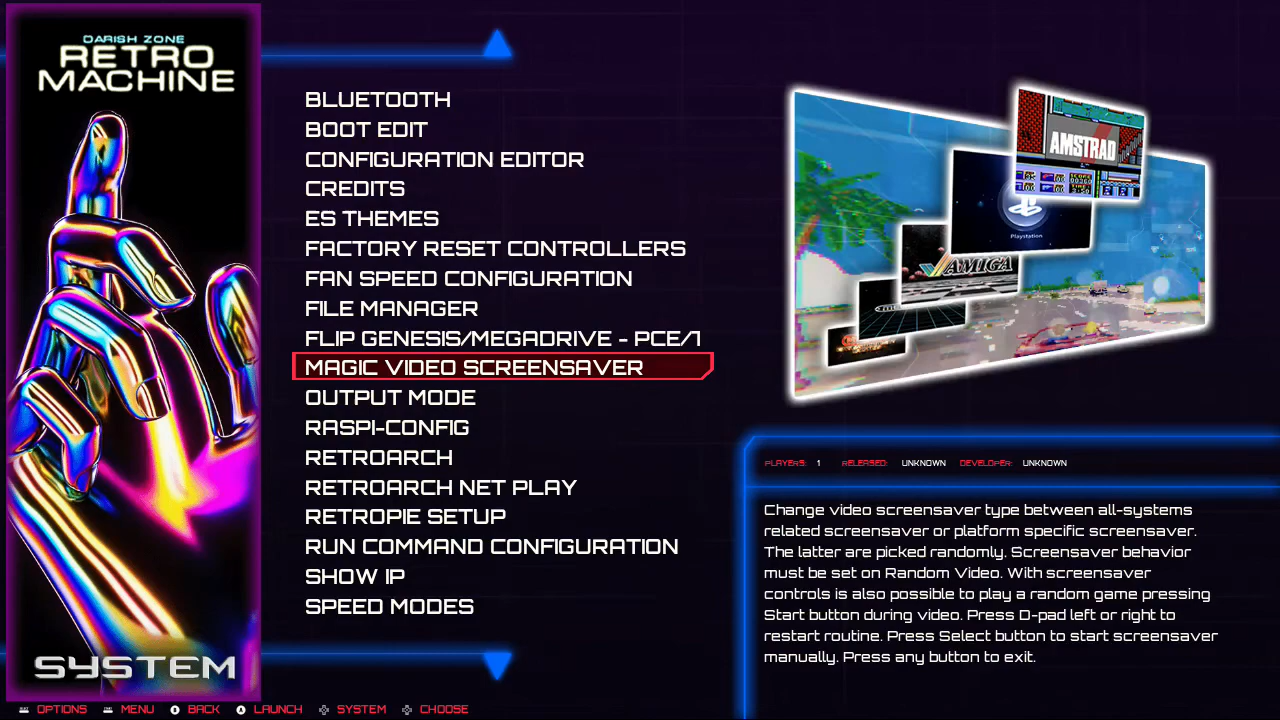 DARISH ZONE
RETRO
MACHINE
SYSTEM
BLUETOOTH
BOOT EDIT
CONFIGURATION EDITOR
CREDITS
ES THEMES
FACTORY RESET CONTROLLERS
FAN SPEED CONFIGURATION
FILE MANAGER
FLIP GENESIS/MEGADRIVE - PCE/T
MAGIC VIDEO SCREENSAVER
OUTPUT MODE
RASPI-CONFIG
RETROARCH
RETROARCH NET PLAY
RETROPIE SETUP
RUN COMMAND CONFIGURATION
SHOW IP
SPEED MODES
AMSTRAD
Playstation
AMIGA
PLAYERS: 1 RELEASED: UNKNOWN DEVELOPER: UNKNOWN
Change video screensaver type between all-systems
related screensaver or platform specific screensaver.
The latter are picked randomly. Screensaver behavior
must be set on Random Video. With screensaver
controls is also possible to play a random game pressing
Start button during video. Press D-pad left or right to
restart routine. Press Select button to start screensaver
manually. Press any button to exit.
OPTIONS MENU BACK LAUNCH SYSTEM CHOOSE